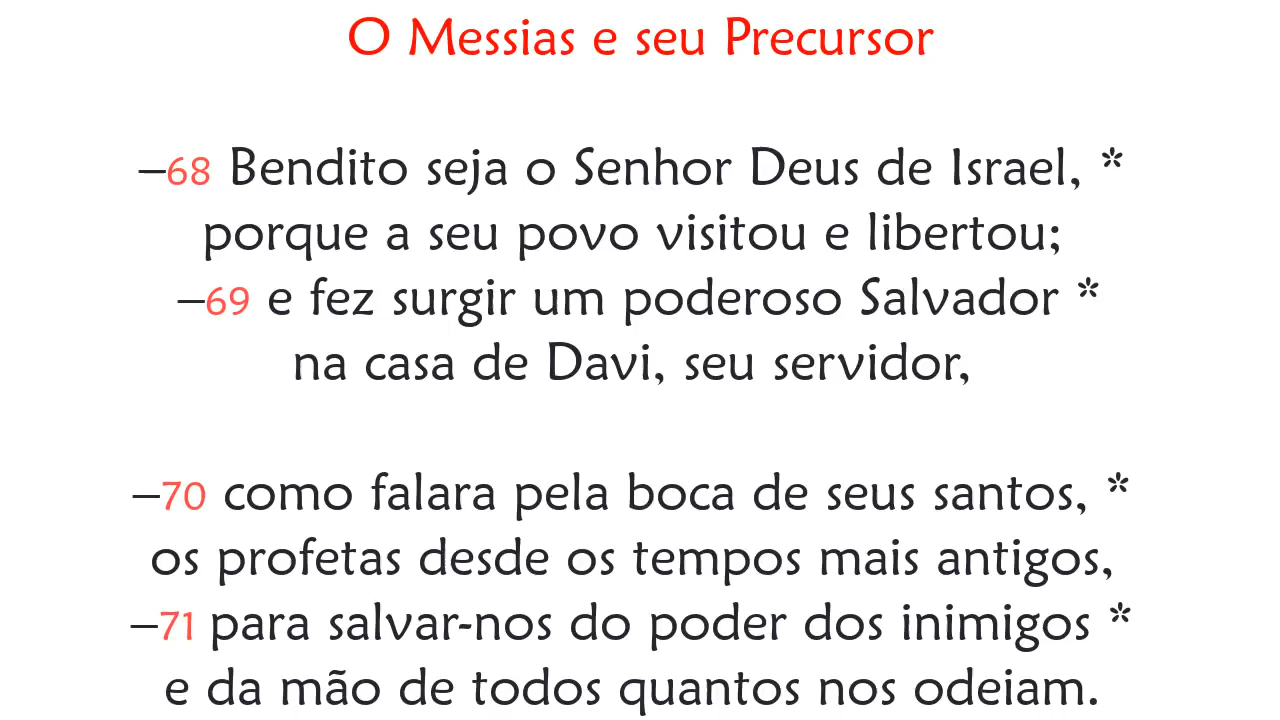 O Messias e seu Precursor
–68 Bendito seja o Senhor Deus de Israel, *
porque a seu povo visitou e libertou;
–69 e fez surgir um poderoso Salvador *
na casa de Davi, seu servidor,
–70 como falara pela boca de seus santos, *
os profetas desde os tempos mais antigos,
–71 para salvar-nos do poder dos inimigos *
e da mão de todos quantos nos odeiam.